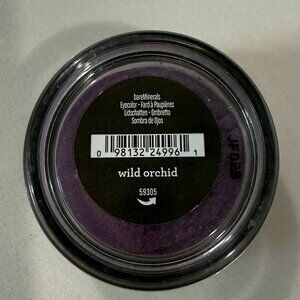 bareMinerals
Eyecolor - Fard à Paupières
Lidschatten - Ombretto
Sombra de Ojos
0 98132 24996 1
wild orchid
59305